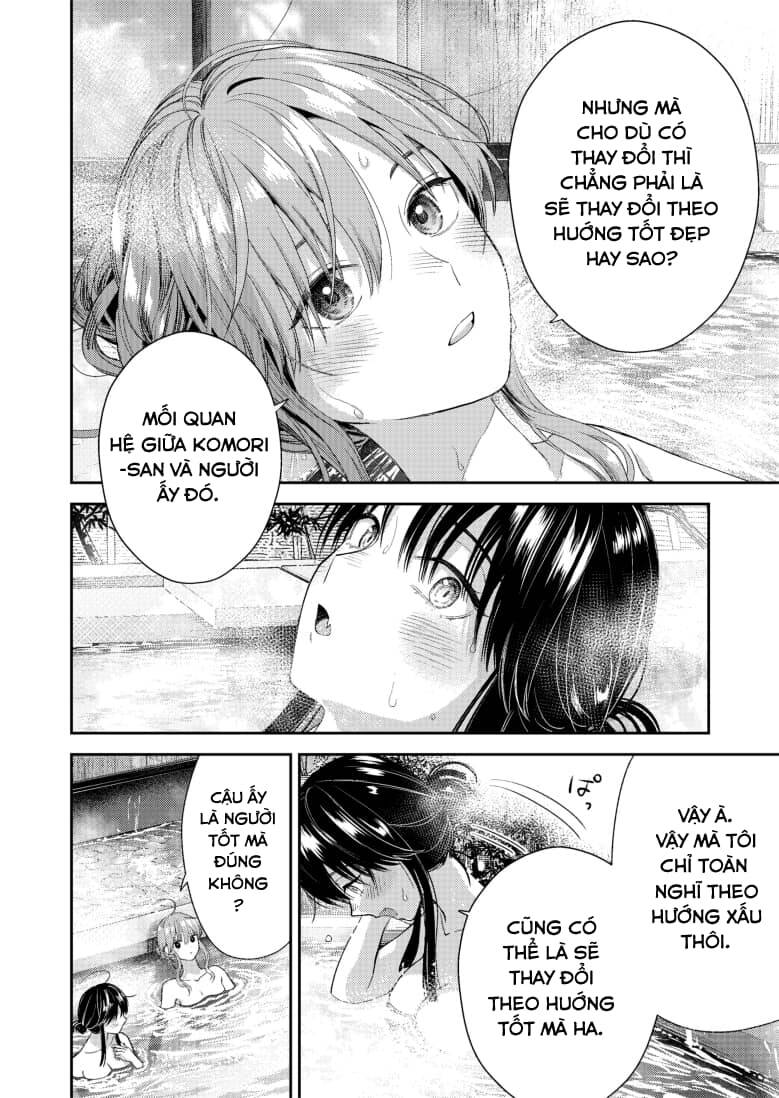 NHƯNG MÀ
CHO DÙ CÓ
THAY ĐỔI THÌ
CHẲNG PHẢI LÀ
SẼ THAY ĐỔI THEO
HƯỚNG TỐT ĐẸP
HAY SAO?
MỐI QUAN
HỆ GIỮA KOMORI
-SAN VÀ NGƯỜI
ẤY ĐÓ.
VẬY À.
VẬY MÀ TÔI
CHỈ TOÀN
NGHĨ THEO
HƯỚNG XẤU
THÔI.
ぱっ
CŨNG CÓ
THỂ LÀ SẼ
THAY ĐỔI
THEO HƯỚNG
TỐT MÀ HA.
CẬU ẤY
LÀ NGƯỜI
TỐT MÀ
ĐÚNG
KHÔNG
?